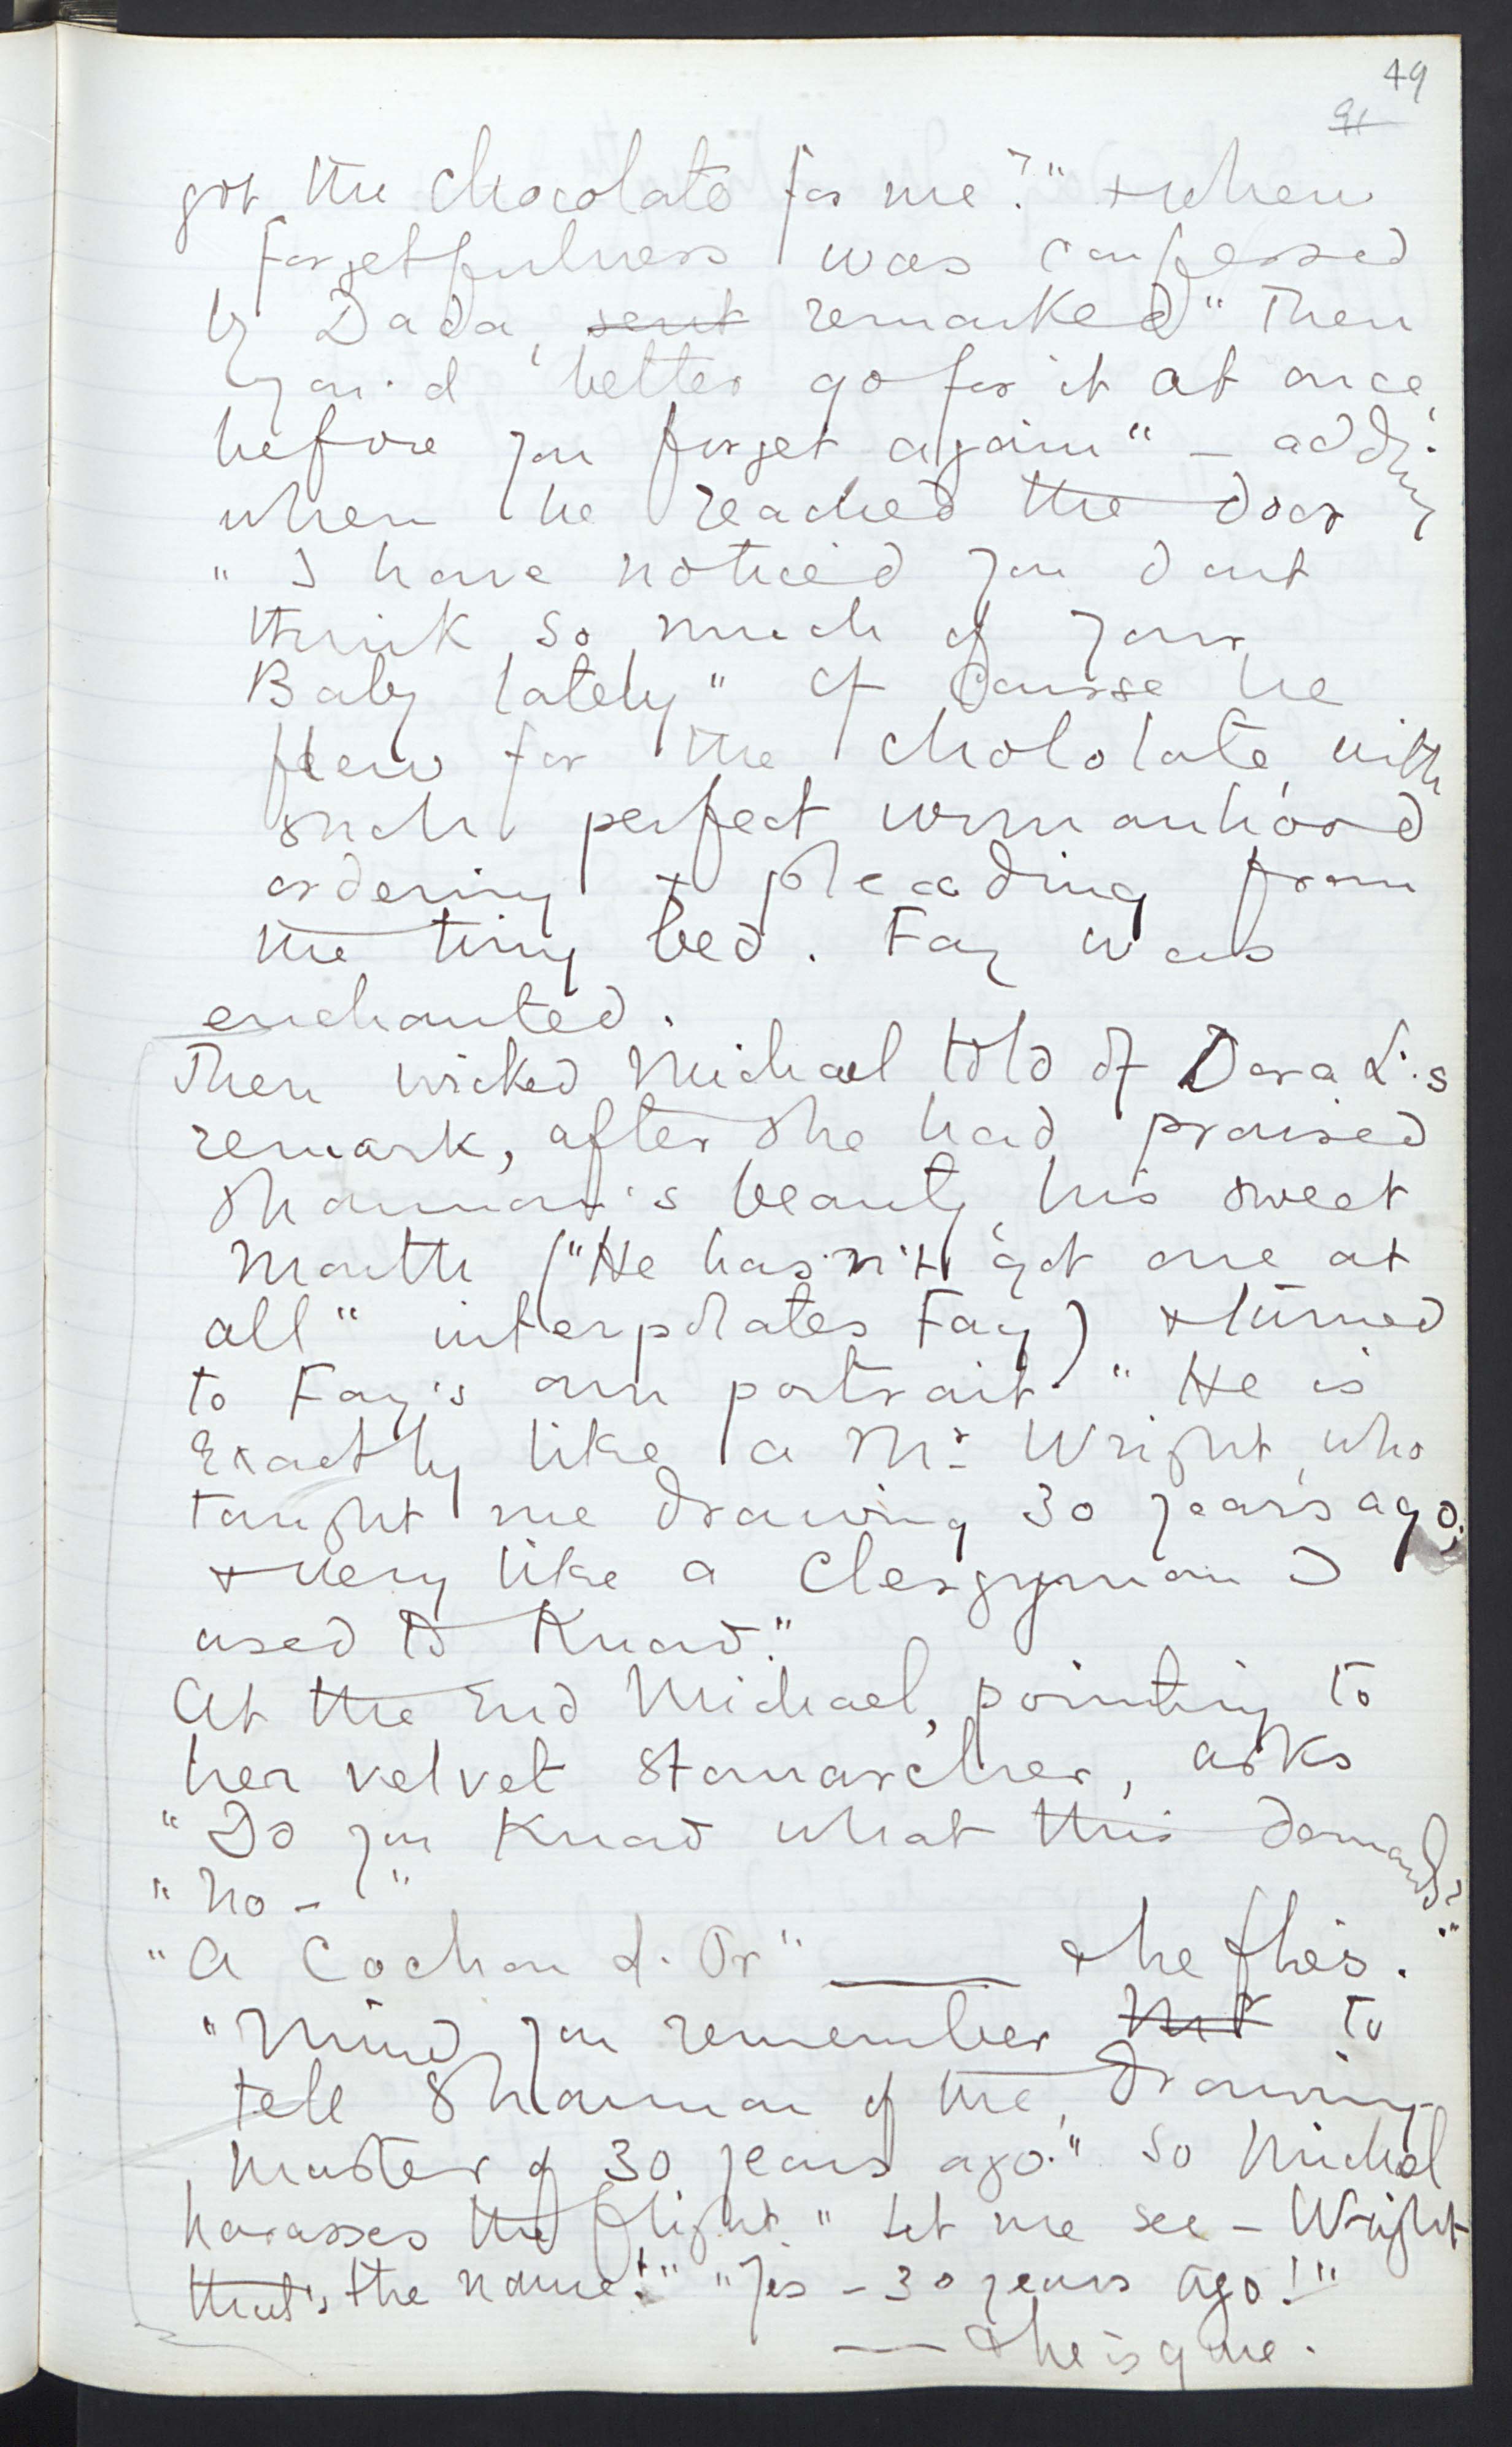 49
91
got the chocolate for me?" & when
forgetfulness was confessed
by Dada, sent remarked "Then
you'd better go for it at once,
before you forget again" — adding
when he reached the door
"I have noticed you dont
think so much of your
Baby lately" Of Course he
flew for the chololate, with
such perfect womanhood
ordering & pleading from
the tiny bed. Fay was
enchanted.
Then wicked Michael told of Dora L's
remark, after she had praised
Shannon's beauty, his sweet
Mouth ("He hasn't got one at
all" interpolates Fay) & turned
to Fay's own portrait. "He is
Exactly like a Mr Wright, who
taught me drawing 30 years ago.
& very like a Clergyman I
used to know."
At the End Michael, pointing to
her velvet stomarcher, asks
"Do you know what this demands?"
"No — "
"A Cochon d'Or" — & he flies.
"Mind you remember not to
tell Shannon of the, drawing-
Master of 30 years ago." So Michael
harasses the flight. "Let me see — Wright
that's the name!" "Yes — 30 years ago!"
— & he is gone.